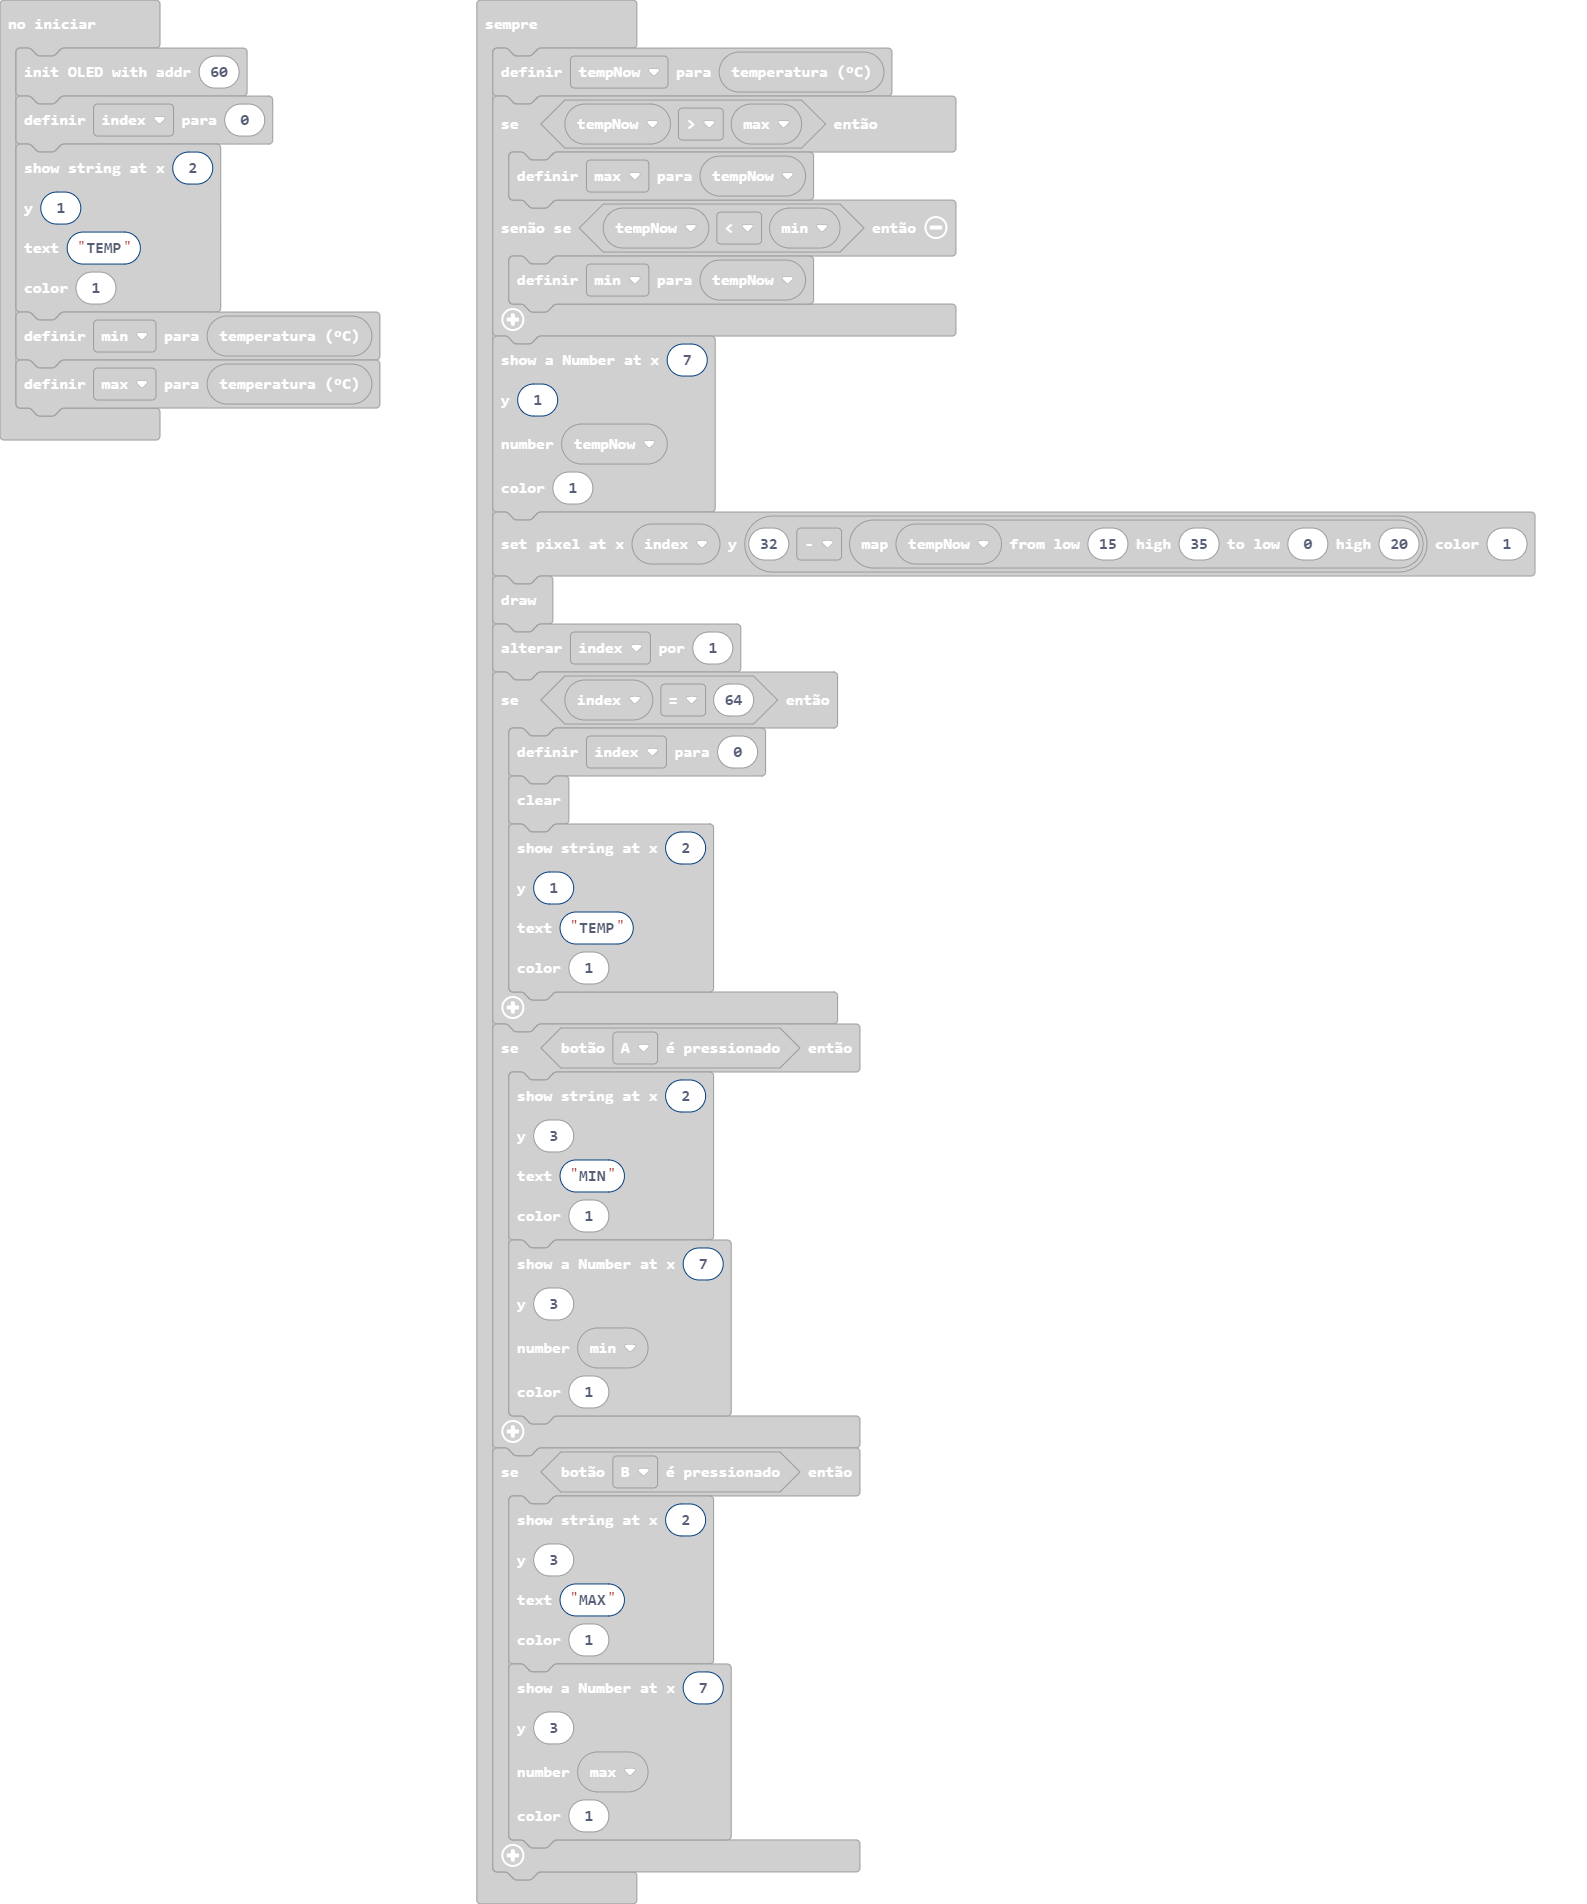 no iniciar
init OLED with addr 60
definir index para 0
show string at x 2
y 1
text "TEMP"
color 1
definir min para temperatura (ºC)
definir max para temperatura (ºC)
sempre
definir tempNow para temperatura (ºC)
se tempNow > max então
definir max para tempNow
senão se tempNow < min então
definir min para tempNow
show a Number at x 7
y 1
number tempNow
color 1
set pixel at x index y 32 - map tempNow from low 15 high 35 to low 0 high 20 color 1
draw
alterar index por 1
se index = 64 então
definir index para 0
clear
show string at x 2
y 1
text "TEMP"
color 1
se botão A é pressionado então
show string at x 2
y 3
text "MIN"
color 1
show a Number at x 7
y 3
number min
color 1
se botão B é pressionado então
show string at x 2
y 3
text "MAX"
color 1
show a Number at x 7
y 3
number max
color 1